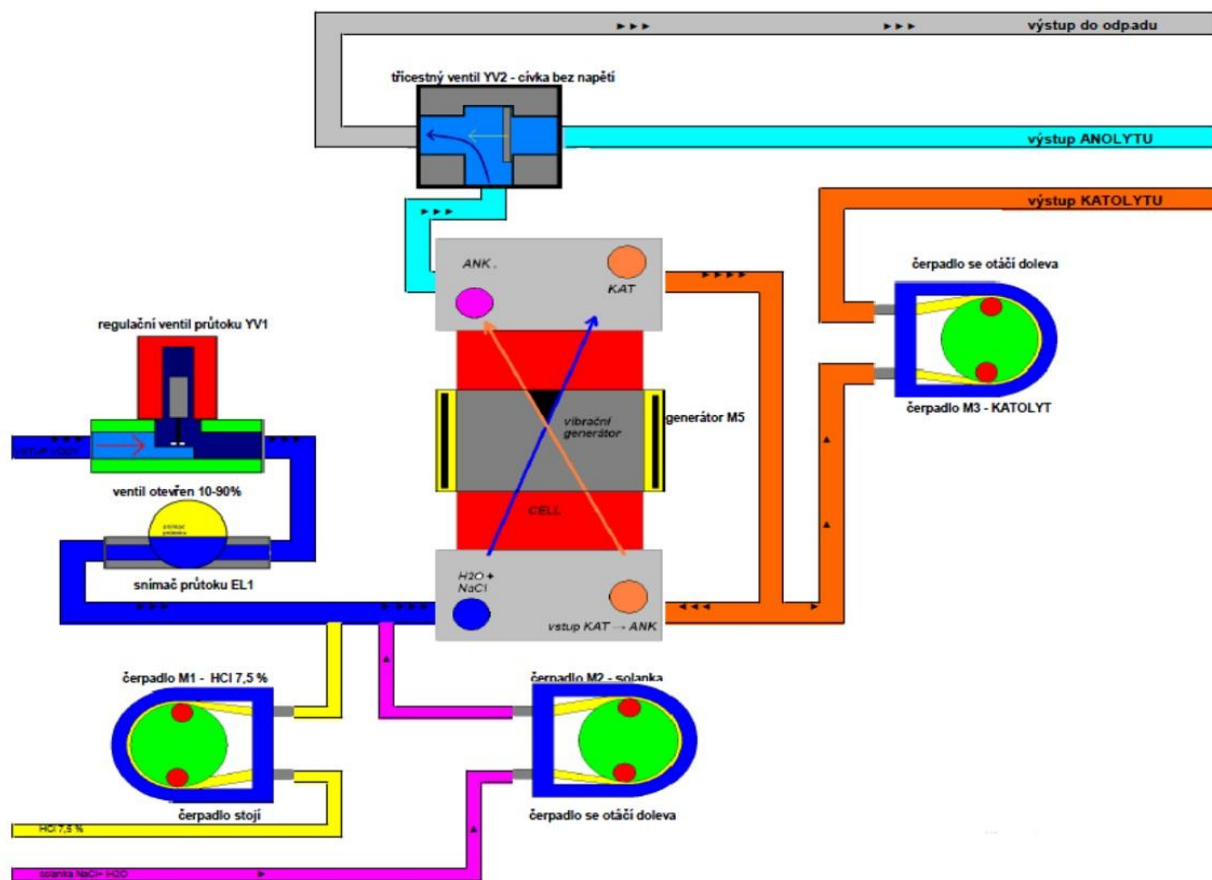 výstup do odpadu
třícestný ventil YV2 - cívka bez napětí
výstup ANOLYTU
výstup KATOLYTU
ANK .
KAT
čerpadlo se otáčí doleva
regulační ventil průtoku YV1
čerpadlo M3 - KATOLYT
generátor M5
vibrační
generátor
ventil otevřen 10-90%
snímač
průtoku
CELL
snímač průtoku EL1
H2O +
NaCl
vstup KAT → ANK
čerpadlo M1 - HCl 7,5 %
čerpadlo M2 - solanka
čerpadlo stojí
čerpadlo se otáčí doleva
HCl 7,5 %
solanka NaCl+ H2O